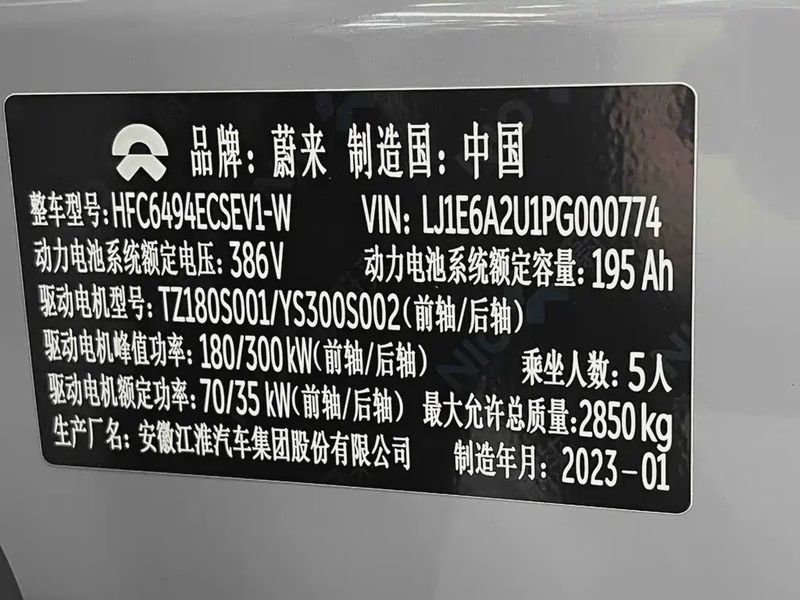 品牌：蔚来 制造国：中国
整车型号：HFC6494ECSEV1-W VIN：LJ1E6A2U1PG000774
动力电池系统额定电压：386V 动力电池系统额定容量：195 Ah
驱动电机型号：TZ180S001/YS300S002（前轴/后轴）
驱动电机峰值功率：180/300 kW（前轴/后轴） 乘坐人数：5人
驱动电机额定功率：70/35 kW（前轴/后轴） 最大允许总质量：2850 kg
生产厂名：安徽江淮汽车集团股份有限公司 制造年月：2023-01